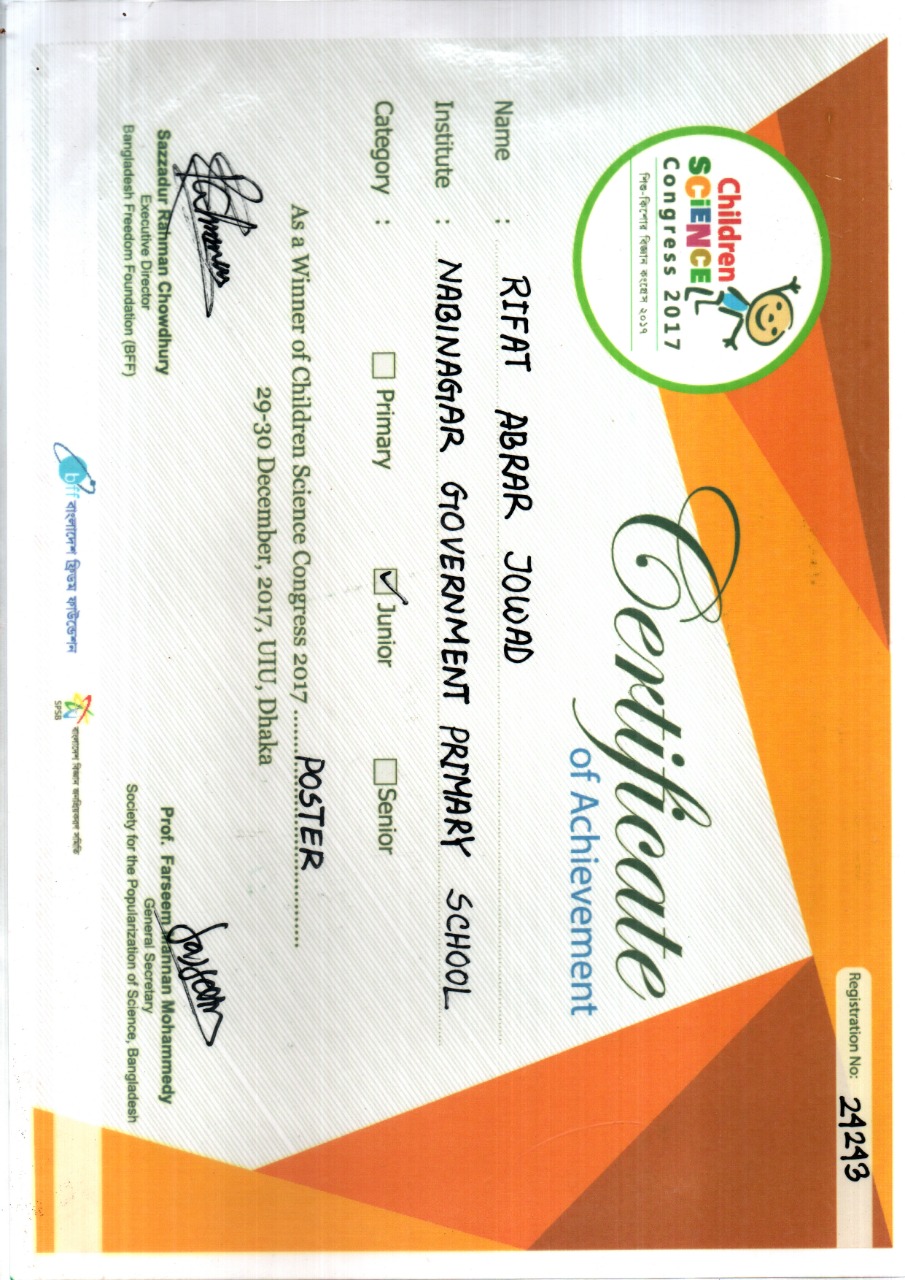 Registration No: 24243
Children
SCiENCE
Congress 2017
শিশু-কিশোর বিজ্ঞান কংগ্রেস ২০১৭
Certificate
of Achievement
Name : RIFAT ABRAR JOWAD
Institute : NABINAGAR GOVERNMENT PRIMARY SCHOOL
Category : Primary Junior Senior
As a Winner of Children Science Congress 2017 ........POSTER................
29-30 December, 2017, UIU, Dhaka
Sazzadur Rahman Chowdhury
Executive Director
Bangladesh Freedom Foundation (BFF)
Prof. Farseem Mannan Mohammedy
General Secretary
Society for the Popularization of Science, Bangladesh
bff বাংলাদেশ ফ্রিডম ফাউন্ডেশন
SPSB বাংলাদেশ বিজ্ঞান জনপ্রিয়করণ সমিতি